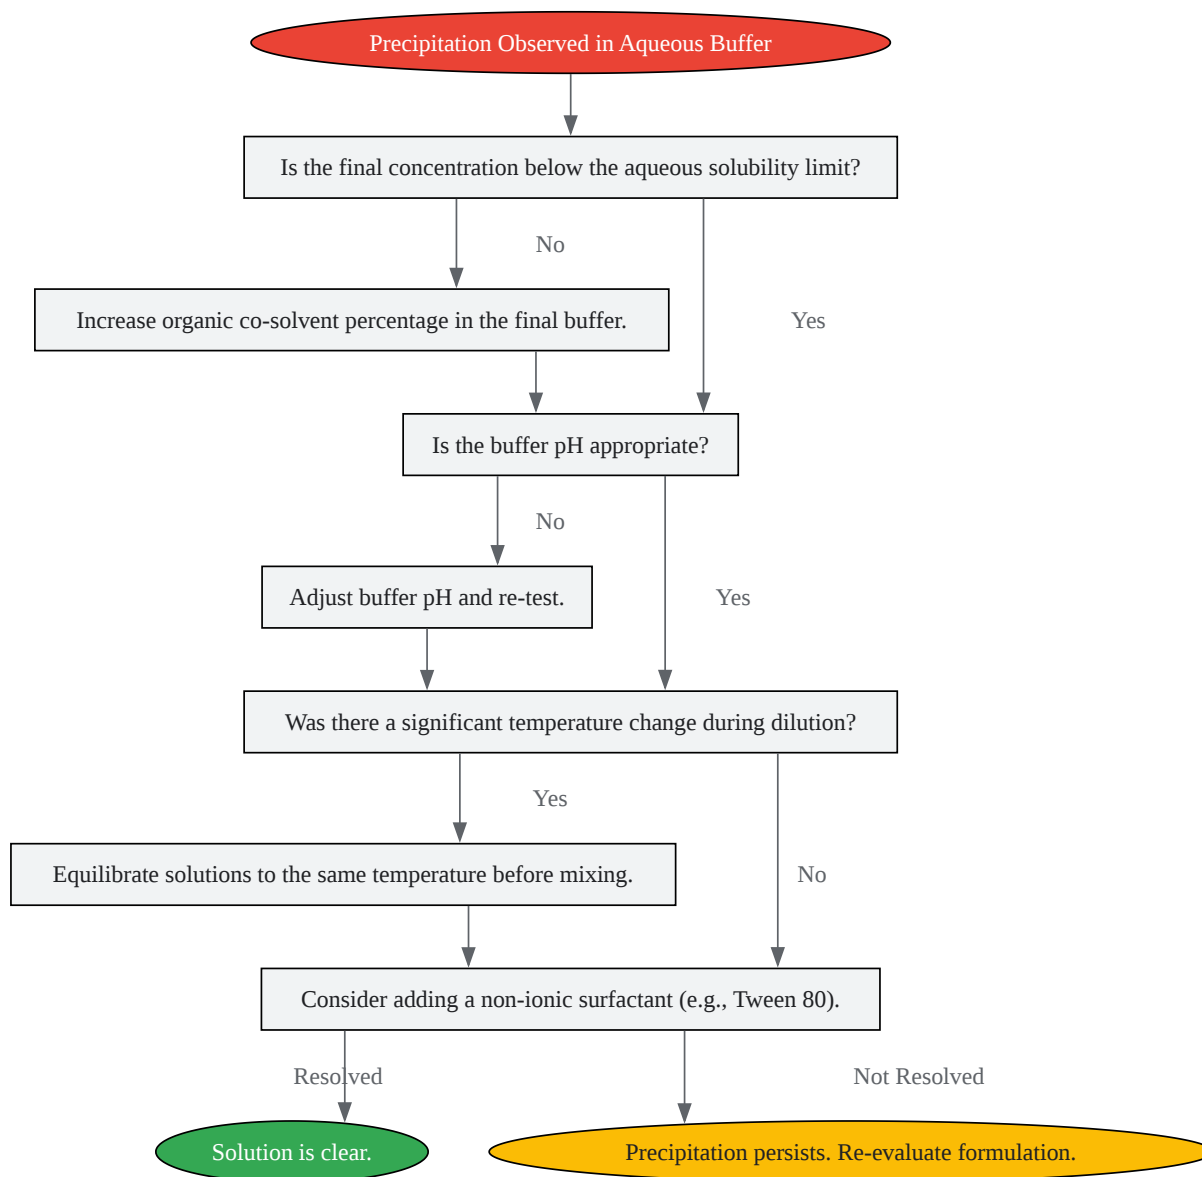 Precipitation Observed in Aqueous Buffer
Is the final concentration below the aqueous solubility limit?
No
Increase organic co-solvent percentage in the final buffer.
Yes
Is the buffer pH appropriate?
No
Adjust buffer pH and re-test.
Yes
Was there a significant temperature change during dilution?
Yes
Equilibrate solutions to the same temperature before mixing.
No
Consider adding a non-ionic surfactant (e.g., Tween 80).
Resolved
Not Resolved
Solution is clear.
Precipitation persists. Re-evaluate formulation.